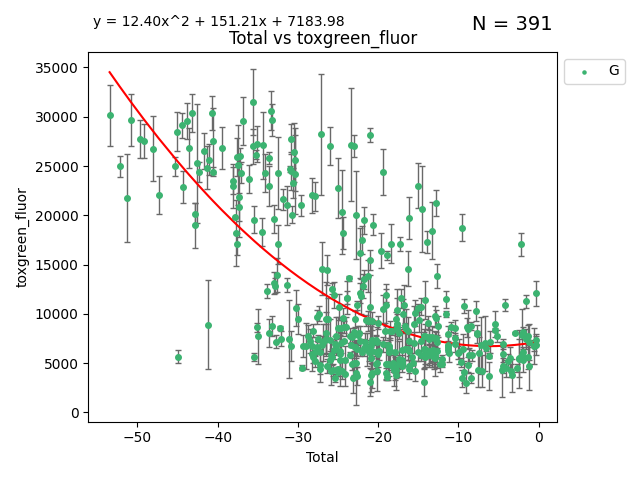 y = 12.40x^2 + 151.21x + 7183.98
N = 391
Total vs toxgreen_fluor
G
35000
30000
25000
20000
15000
10000
5000
0
toxgreen_fluor
−50 −40 −30 −20 −10 0
Total